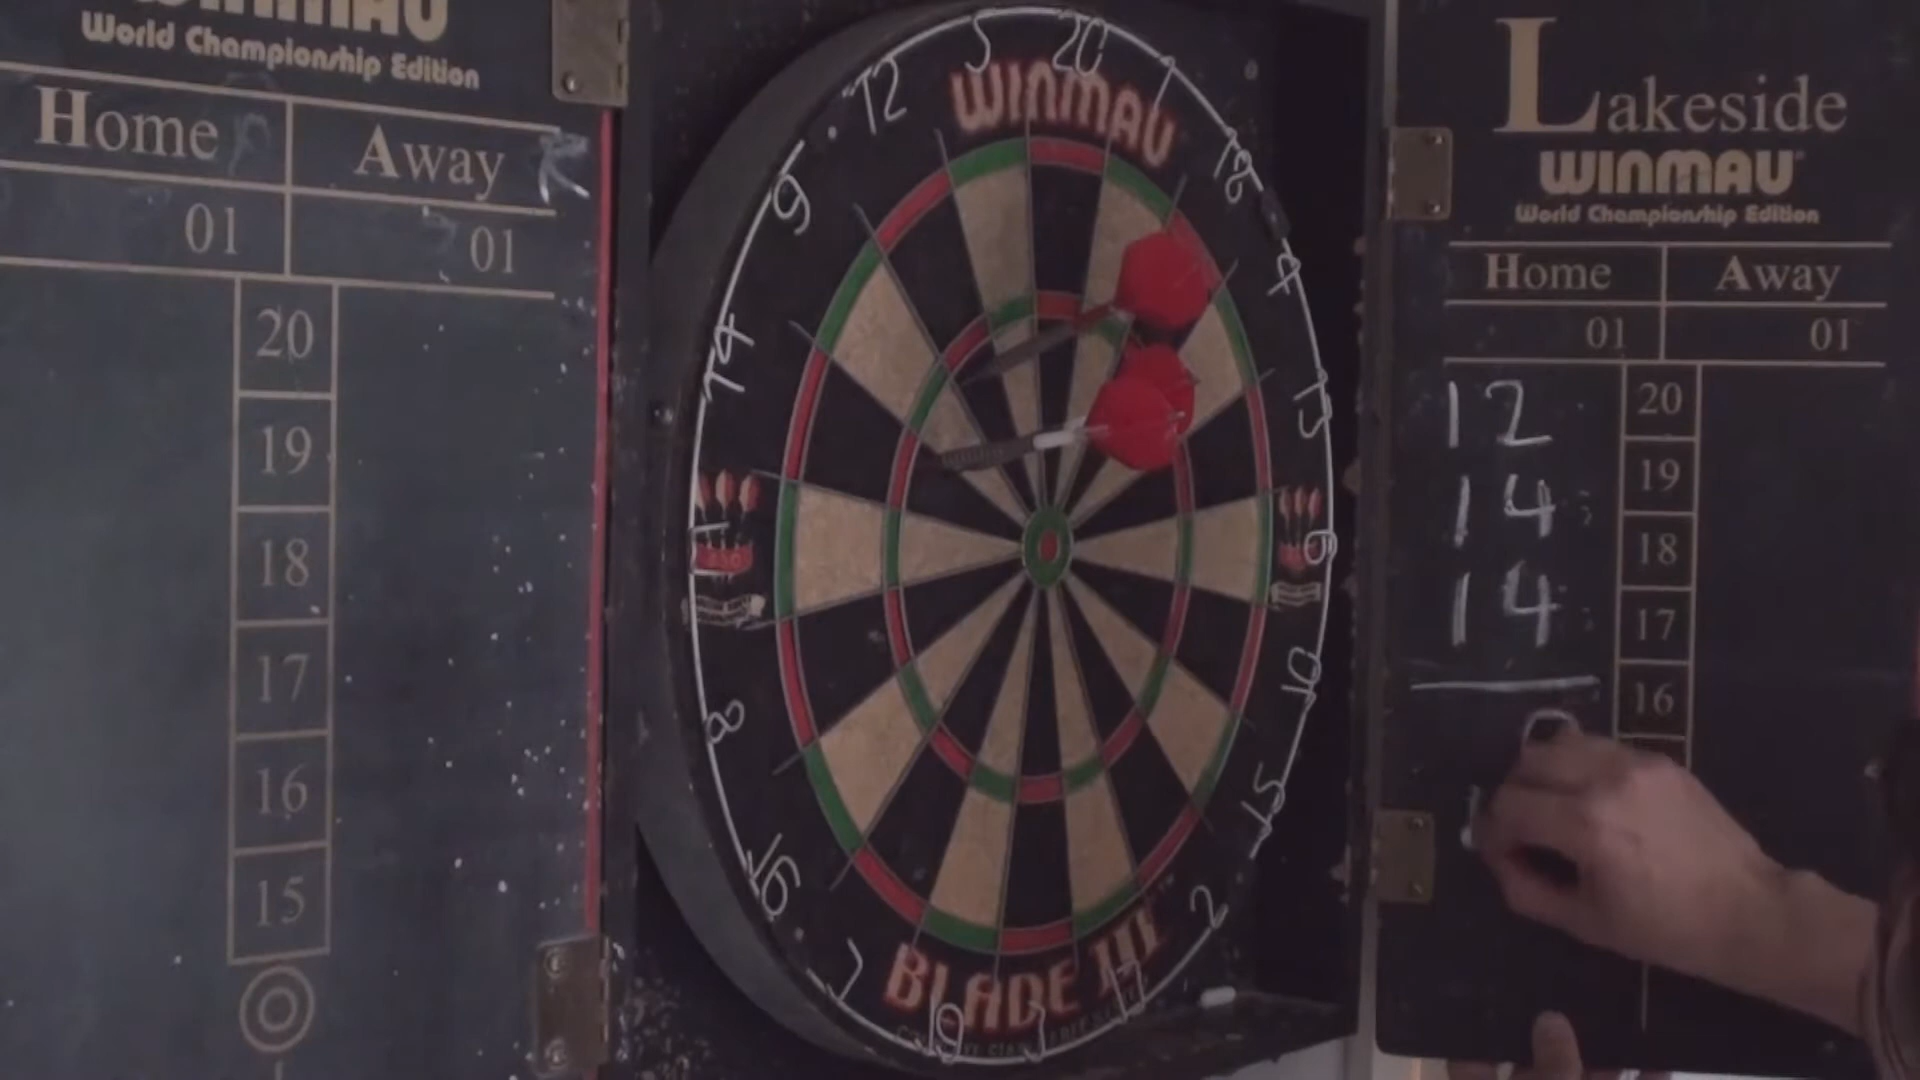 WINMAU
World Championship Edition
Home Away
01 01
20
19
18
17
16
15
5 20 1
12 18
9 4
14 13
11 6
8 10
16 15
7 2
19 3 17
WINMAU
BLADE III
Lakeside
WINMAU
World Championship Edition
Home Away
01 01
12
14
14
20
19
18
17
16